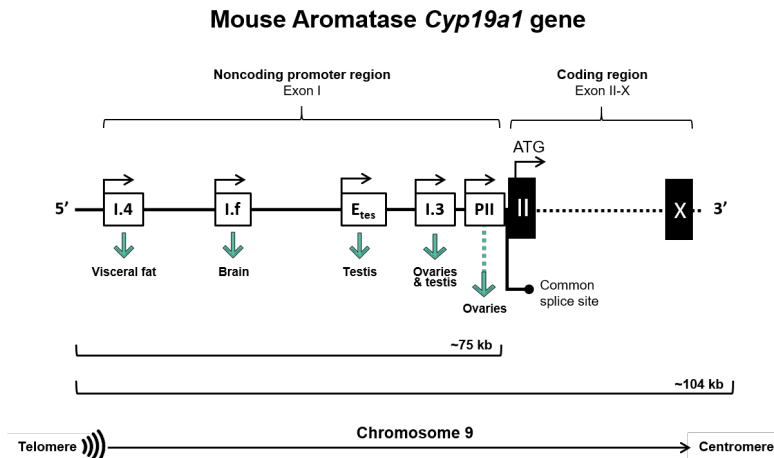 Mouse Aromatase Cyp19a1 gene
Noncoding promoter region
Exon I
Coding region
Exon II-X
ATG
5’
I.4
I.f
Etes
I.3
PII
II
X
3’
Visceral fat
Brain
Testis
Ovaries
& testis
Ovaries
Common
splice site
~75 kb
~104 kb
Chromosome 9
Telomere
Centromere